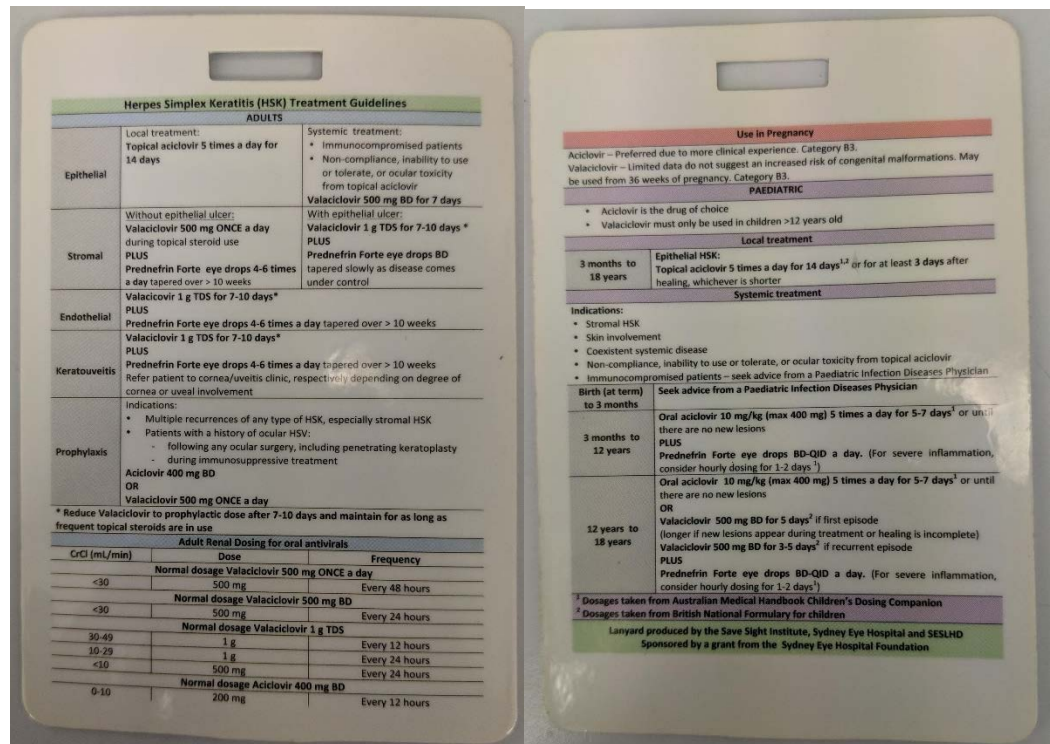 Herpes Simplex Keratitis (HSK) Treatment Guidelines
ADULTS
Epithelial
Local treatment:
Topical aciclovir 5 times a day for
14 days
Systemic treatment:
• Immunocompromised patients
• Non-compliance, inability to use
or tolerate, or ocular toxicity
from topical aciclovir
Valaciclovir 500 mg BD for 7 days
Stromal
Without epithelial ulcer:
Valaciclovir 500 mg ONCE a day
during topical steroid use
PLUS
Prednefrin Forte eye drops 4-6 times
a day tapered over > 10 weeks
With epithelial ulcer:
Valaciclovir 1 g TDS for 7-10 days *
PLUS
Prednefrin Forte eye drops BD
tapered slowly as disease comes
under control
Endothelial
Valacicovir 1 g TDS for 7-10 days*
PLUS
Prednefrin Forte eye drops 4-6 times a day tapered over > 10 weeks
Keratouveitis
Valaciclovir 1 g TDS for 7-10 days*
PLUS
Prednefrin Forte eye drops 4-6 times a day tapered over > 10 weeks
Refer patient to cornea/uveitis clinic, respectively depending on degree of
cornea or uveal involvement
Prophylaxis
Indications:
• Multiple recurrences of any type of HSK, especially stromal HSK
• Patients with a history of ocular HSV:
- following any ocular surgery, including penetrating keratoplasty
- during immunosuppressive treatment
Aciclovir 400 mg BD
OR
Valaciclovir 500 mg ONCE a day
* Reduce Valaciclovir to prophylactic dose after 7-10 days and maintain for as long as
frequent topical steroids are in use
Adult Renal Dosing for oral antivirals
CrCl (mL/min) Dose Frequency
Normal dosage Valaciclovir 500 mg ONCE a day
<30 500 mg Every 48 hours
Normal dosage Valaciclovir 500 mg BD
<30 500 mg Every 24 hours
Normal dosage Valaciclovir 1 g TDS
30-49 1 g Every 12 hours
10-29 1 g Every 24 hours
<10 500 mg Every 24 hours
Normal dosage Aciclovir 400 mg BD
0-10 200 mg Every 12 hours
Use in Pregnancy
Aciclovir – Preferred due to more clinical experience. Category B3.
Valaciclovir – Limited data do not suggest an increased risk of congenital malformations. May
be used from 36 weeks of pregnancy. Category B3.
PAEDIATRIC
• Aciclovir is the drug of choice
• Valaciclovir must only be used in children >12 years old
Local treatment
3 months to
18 years
Epithelial HSK:
Topical aciclovir 5 times a day for 14 days1,2 or for at least 3 days after
healing, whichever is shorter
Systemic treatment
Indications:
• Stromal HSK
• Skin involvement
• Coexistent systemic disease
• Non-compliance, inability to use or tolerate, or ocular toxicity from topical aciclovir
• Immunocompromised patients – seek advice from a Paediatric Infection Diseases Physician
Birth (at term)
to 3 months
Seek advice from a Paediatric Infection Diseases Physician
3 months to
12 years
Oral aciclovir 10 mg/kg (max 400 mg) 5 times a day for 5-7 days1 or until
there are no new lesions
PLUS
Prednefrin Forte eye drops BD-QID a day. (For severe inflammation,
consider hourly dosing for 1-2 days 1)
12 years to
18 years
Oral aciclovir 10 mg/kg (max 400 mg) 5 times a day for 5-7 days1 or until
there are no new lesions
OR
Valaciclovir 500 mg BD for 5 days2 if first episode
(longer if new lesions appear during treatment or healing is incomplete)
Valaciclovir 500 mg BD for 3-5 days2 if recurrent episode
PLUS
Prednefrin Forte eye drops BD-QID a day. (For severe inflammation,
consider hourly dosing for 1-2 days1)
1 Dosages taken from Australian Medical Handbook Children's Dosing Companion
2 Dosages taken from British National Formulary for children
Lanyard produced by the Save Sight Institute, Sydney Eye Hospital and SESLHD
Sponsored by a grant from the Sydney Eye Hospital Foundation